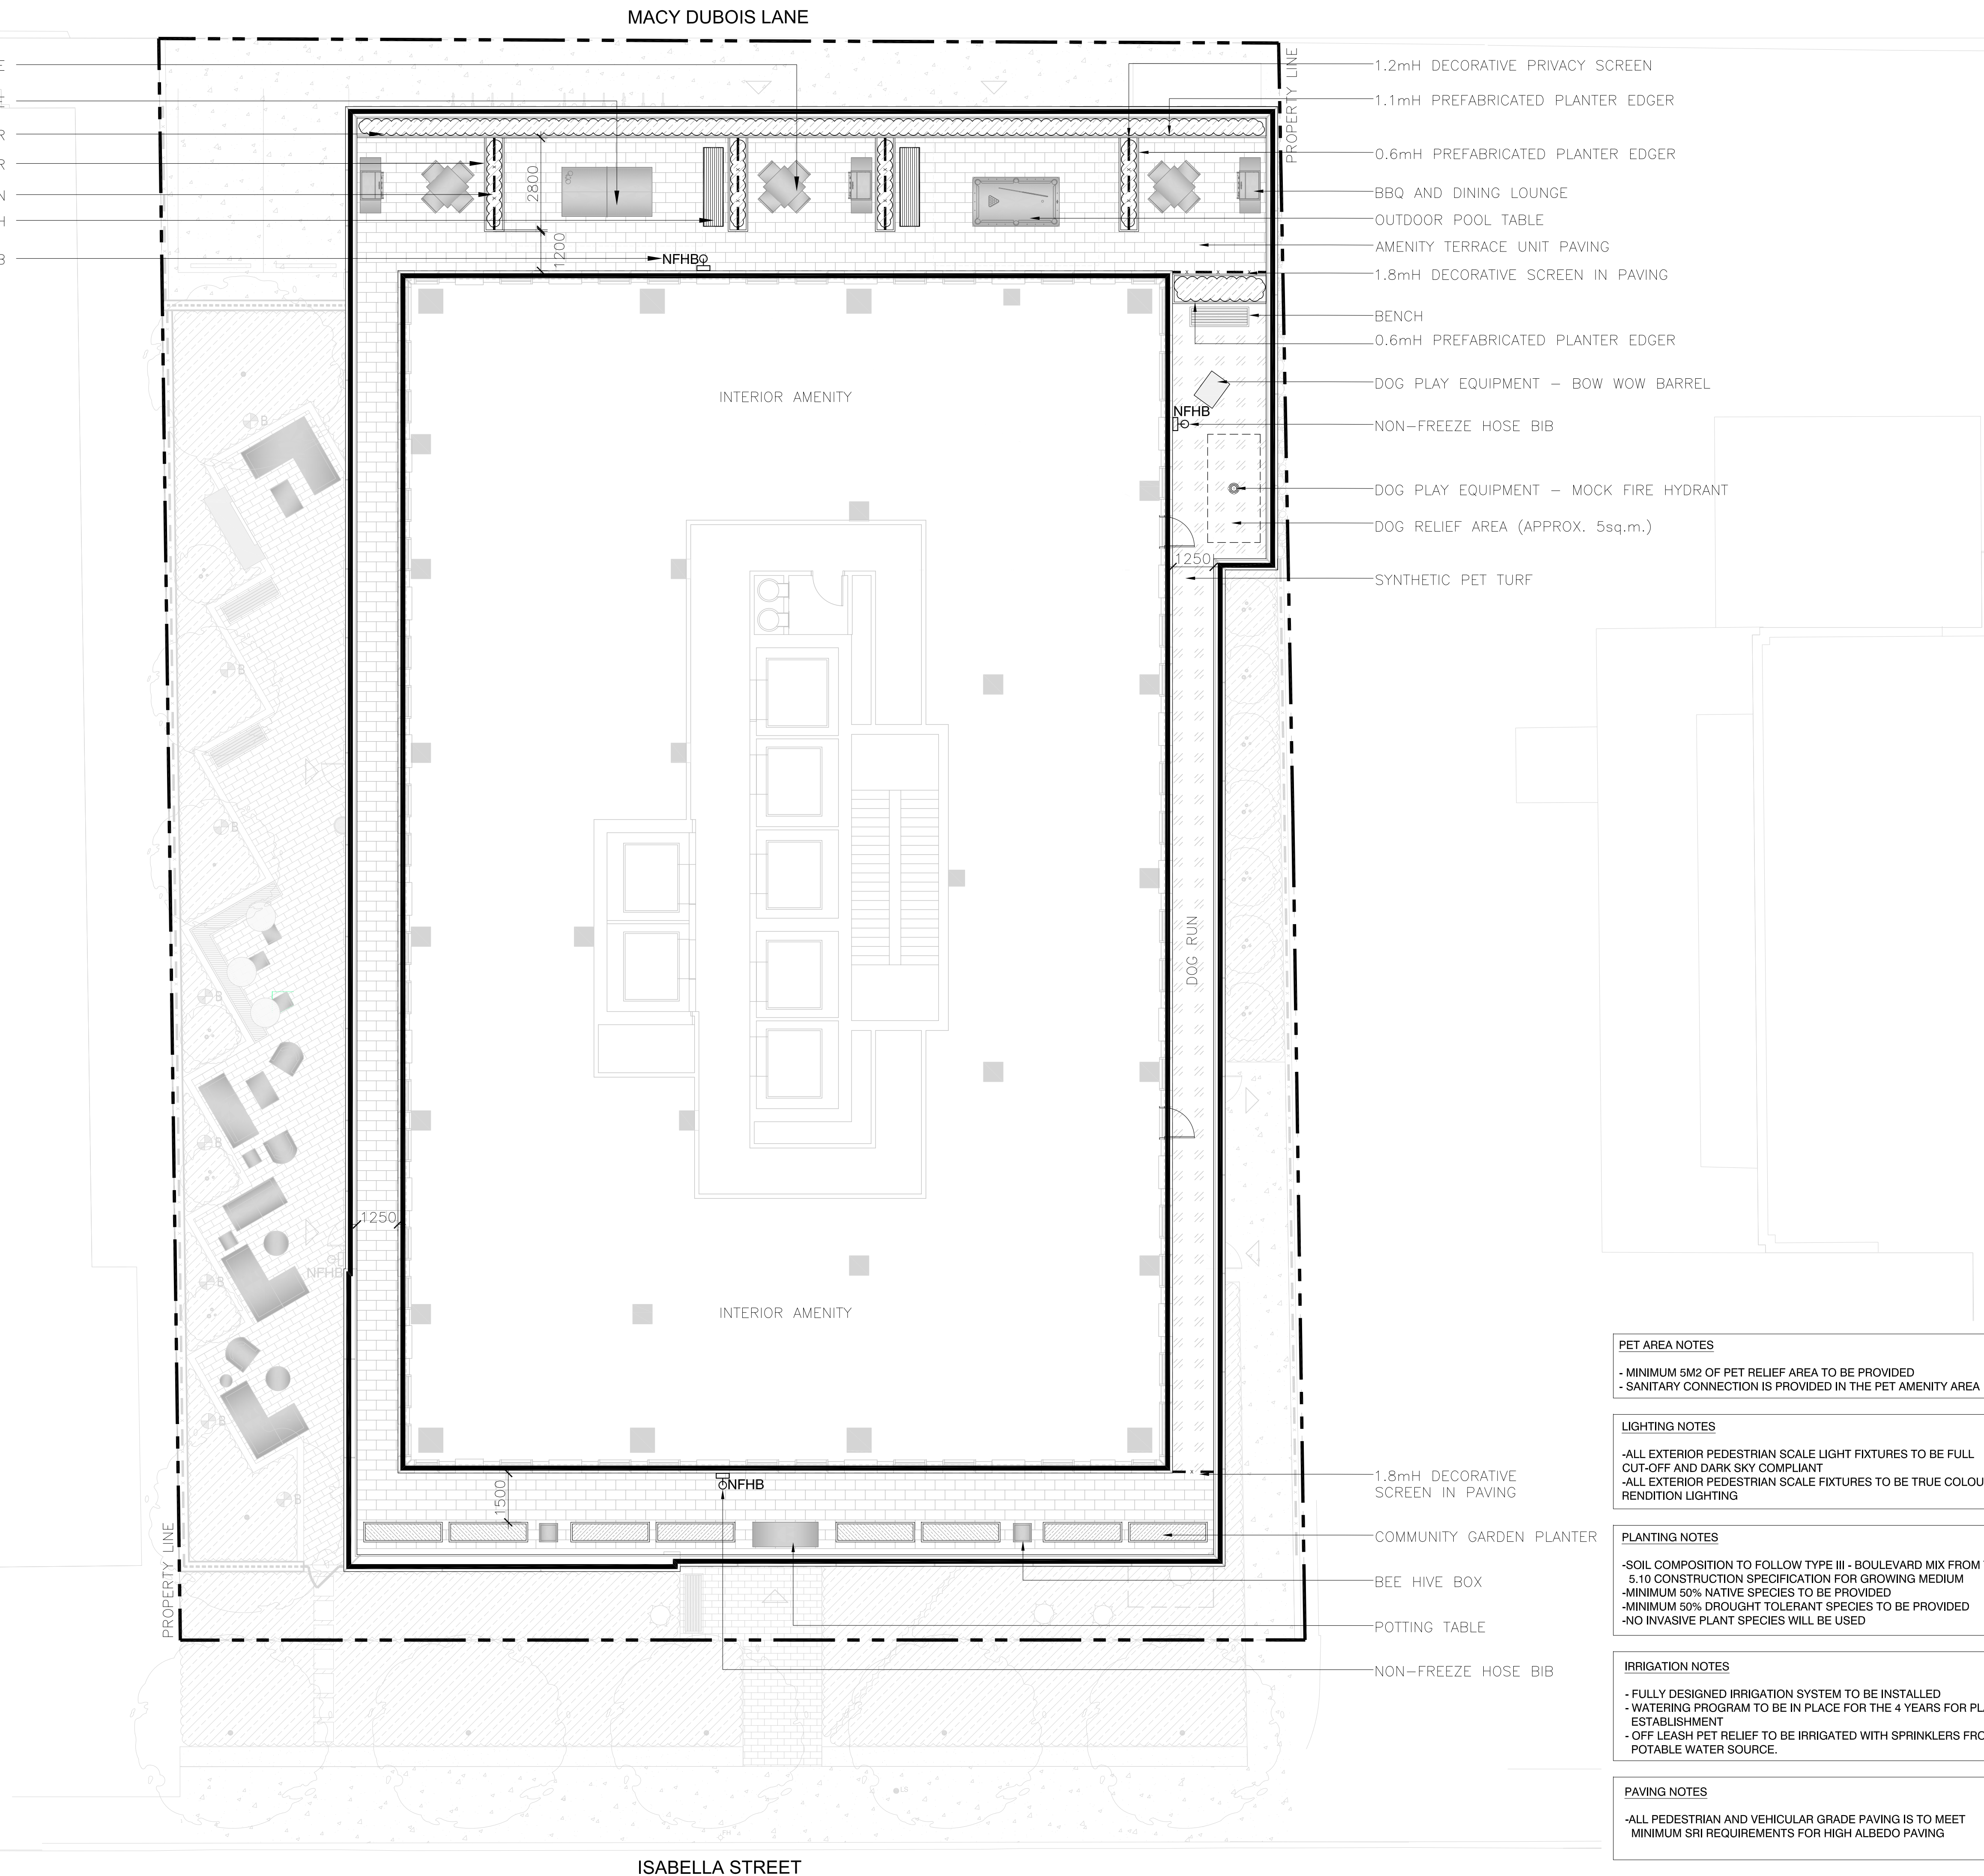 MACY DUBOIS LANE
PROPERTY LINE
E
R
R
N
H
B
1.2mH DECORATIVE PRIVACY SCREEN
1.1mH PREFABRICATED PLANTER EDGER
0.6mH PREFABRICATED PLANTER EDGER
BBQ AND DINING LOUNGE
OUTDOOR POOL TABLE
AMENITY TERRACE UNIT PAVING
1.8mH DECORATIVE SCREEN IN PAVING
BENCH
0.6mH PREFABRICATED PLANTER EDGER
DOG PLAY EQUIPMENT – BOW WOW BARREL
NON–FREEZE HOSE BIB
DOG PLAY EQUIPMENT – MOCK FIRE HYDRANT
DOG RELIEF AREA (APPROX. 5sq.m.)
SYNTHETIC PET TURF
2800
1200
NFHB
INTERIOR AMENITY
NFHB
1250
B
B
B
B
B
B
B
B
DOG RUN
1250
NFHB
INTERIOR AMENITY
1500
NFHB
PROPERTY LINE
1.8mH DECORATIVE
SCREEN IN PAVING
COMMUNITY GARDEN PLANTER
BEE HIVE BOX
POTTING TABLE
NON–FREEZE HOSE BIB
PET AREA NOTES
- MINIMUM 5M2 OF PET RELIEF AREA TO BE PROVIDED
- SANITARY CONNECTION IS PROVIDED IN THE PET AMENITY AREA
LIGHTING NOTES
-ALL EXTERIOR PEDESTRIAN SCALE LIGHT FIXTURES TO BE FULL
CUT-OFF AND DARK SKY COMPLIANT
-ALL EXTERIOR PEDESTRIAN SCALE FIXTURES TO BE TRUE COLOU
RENDITION LIGHTING
PLANTING NOTES
-SOIL COMPOSITION TO FOLLOW TYPE III - BOULEVARD MIX FROM
5.10 CONSTRUCTION SPECIFICATION FOR GROWING MEDIUM
-MINIMUM 50% NATIVE SPECIES TO BE PROVIDED
-MINIMUM 50% DROUGHT TOLERANT SPECIES TO BE PROVIDED
-NO INVASIVE PLANT SPECIES WILL BE USED
IRRIGATION NOTES
- FULLY DESIGNED IRRIGATION SYSTEM TO BE INSTALLED
- WATERING PROGRAM TO BE IN PLACE FOR THE 4 YEARS FOR PL
ESTABLISHMENT
- OFF LEASH PET RELIEF TO BE IRRIGATED WITH SPRINKLERS FRO
POTABLE WATER SOURCE.
PAVING NOTES
-ALL PEDESTRIAN AND VEHICULAR GRADE PAVING IS TO MEET
MINIMUM SRI REQUIREMENTS FOR HIGH ALBEDO PAVING
ISABELLA STREET